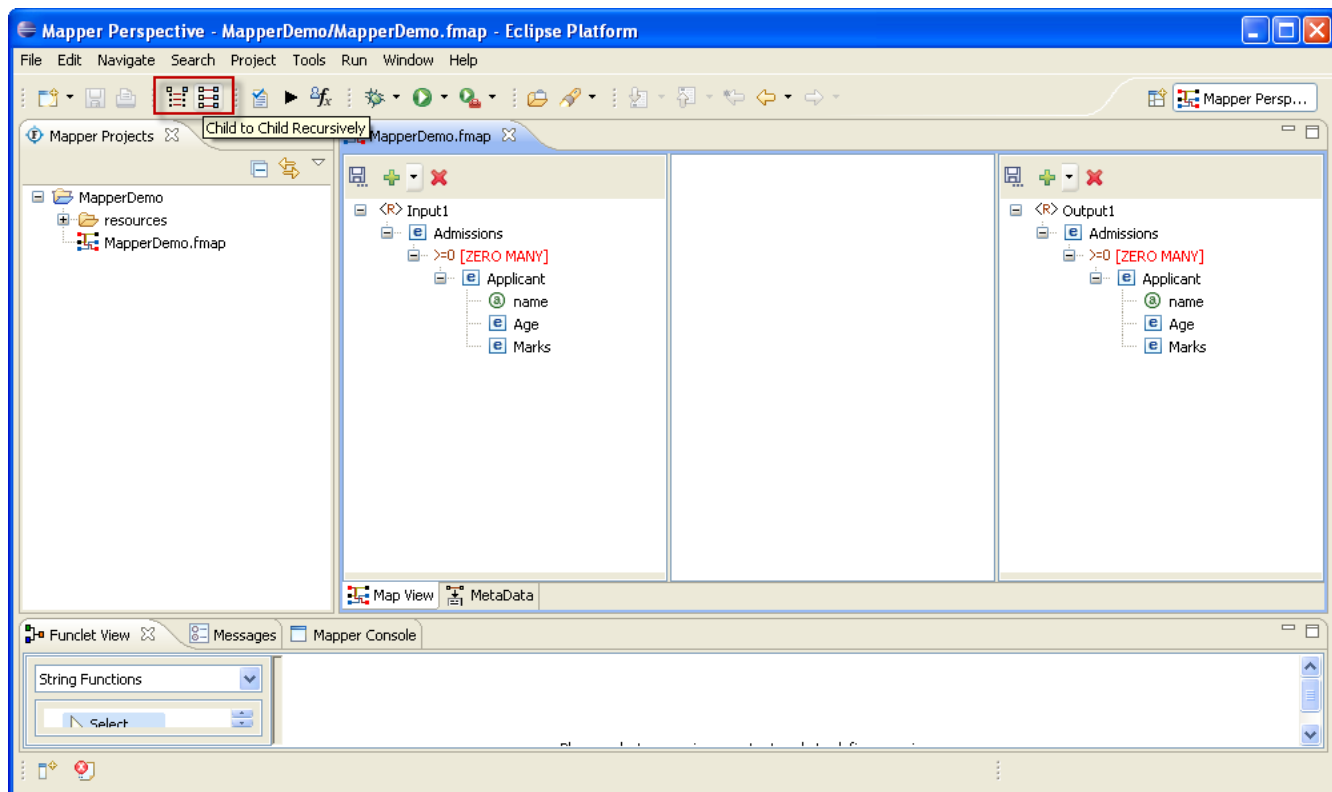 Mapper Perspective - MapperDemo/MapperDemo.fmap - Eclipse Platform
File Edit Navigate Search Project Tools Run Window Help
Mapper Persp...
Child to Child Recursively
Mapper Projects
MapperDemo.fmap
MapperDemo
resources
MapperDemo.fmap
<R> Input1
e Admissions
>=0 [ZERO MANY]
e Applicant
a name
e Age
e Marks
<R> Output1
e Admissions
>=0 [ZERO MANY]
e Applicant
a name
e Age
e Marks
Map View MetaData
Funclet View Messages Mapper Console
String Functions
Select